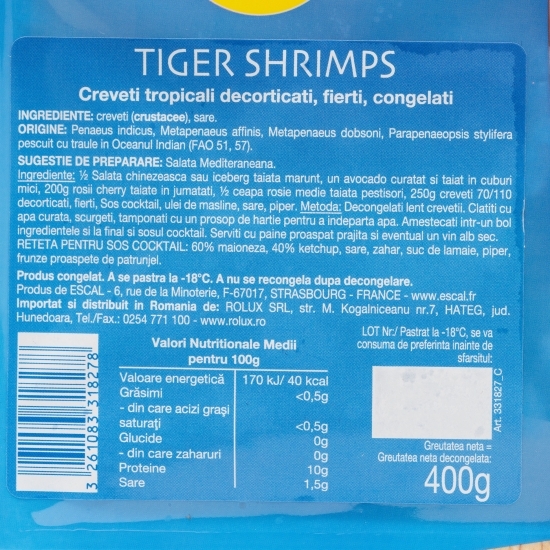 TIGER SHRIMPS
Creveti tropicali decorticati, fierti, congelati
INGREDIENTE: creveti (crustacee), sare.
ORIGINE: Penaeus indicus, Metapenaeus affinis, Metapenaeus dobsoni, Parapenaeopsis stylifera
pescuit cu traule in Oceanul Indian (FAO 51, 57).
SUGESTIE DE PREPARARE: Salata Mediteraneana.
Ingrediente: ½ Salata chinezeasca sau iceberg taiata marunt, un avocado curatat si taiat in cuburi
mici, 200g rosii cherry taiate in jumatati, ½ ceapa rosie medie taiata pestisori, 250g creveti 70/110
decorticati, fierti, Sos cocktail, ulei de masline, sare, piper. Metoda: Decongelati lent crevetii. Clatiti cu
apa curata, scurgeti, tamponati cu un prosop de hartie pentru a indeparta apa. Amestecati intr-un bol
ingredientele si la final si sosul cocktail. Serviti cu paine proaspat prajita si eventual un vin alb sec.
RETETA PENTRU SOS COCKTAIL: 60% maioneza, 40% ketchup, sare, zahar, suc de lamaie, piper,
frunze proaspete de patrunjel.
Produs congelat. A se pastra la -18°C. A nu se recongela dupa decongelare.
Produs de ESCAL - 6, rue de la Minoterie, F-67017, STRASBOURG - FRANCE - www.escal.fr
Importat si distribuit in Romania de: ROLUX SRL, str. M. Kogalniceanu nr.7, HATEG, jud.
Hunedoara, Tel./Fax.: 0254 771 100 - www.rolux.ro
Valori Nutritionale Medii
pentru 100g
Valoare energetică 170 kJ/ 40 kcal
Grăsimi <0,5g
- din care acizi grași
saturați <0,5g
Glucide 0g
- din care zaharuri 0g
Proteine 10g
Sare 1,5g
3 261083 318278
LOT Nr:/ Pastrat la -18°C, se va
consuma de preferinta inainte de
sfarsitul:
Art. 331827_C
Greutatea neta =
Greutatea neta decongelata:
400g